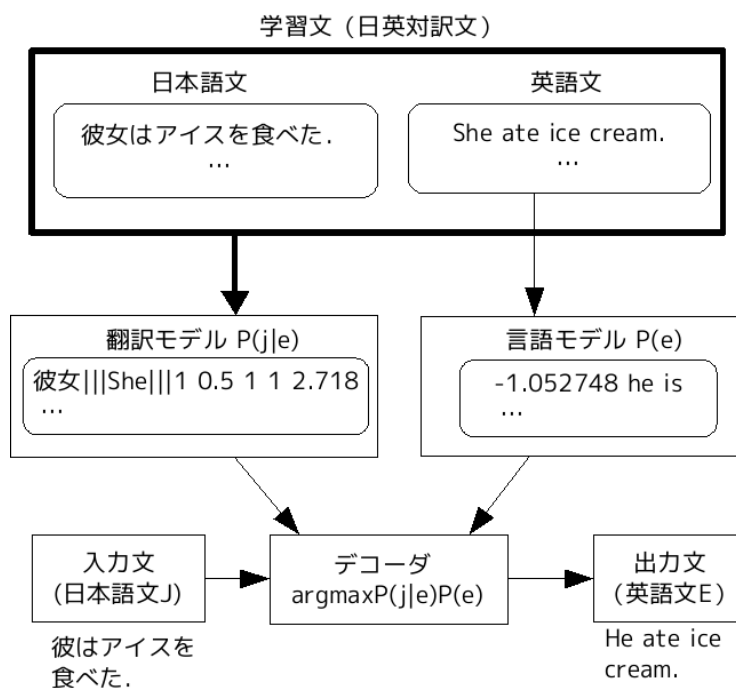 学習文（日英対訳文）
日本語文
英語文
彼女はアイスを食べた.
…
She ate ice cream.
…
翻訳モデル P(j|e)
彼女|||She|||1 0.5 1 1 2.718
…
言語モデル P(e)
-1.052748 he is
…
入力文
(日本語文J)
デコーダ
argmaxP(j|e)P(e)
出力文
(英語文E)
彼はアイスを
食べた.
He ate ice
cream.